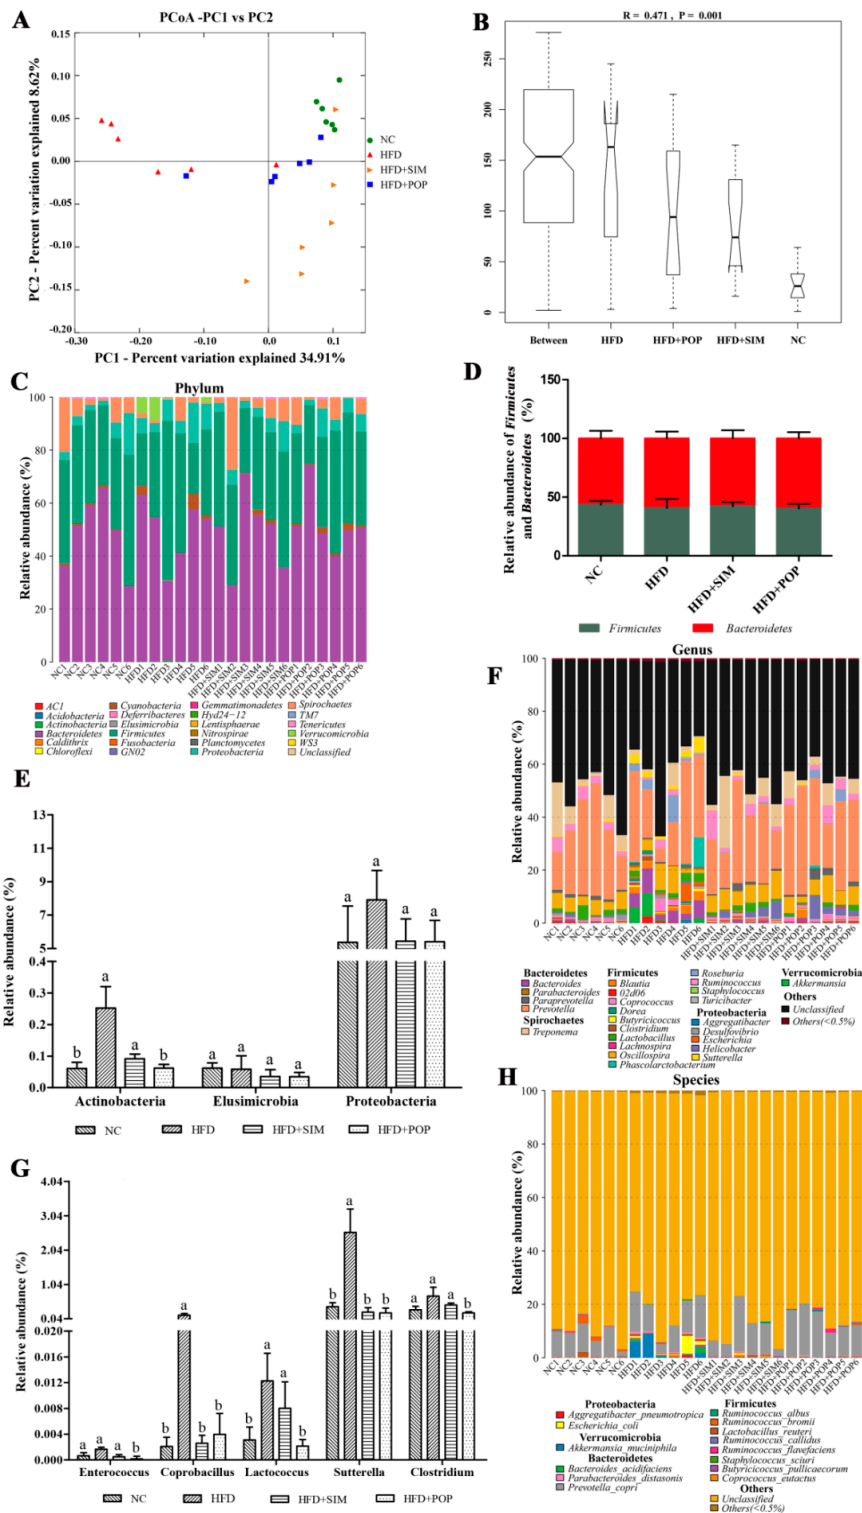 A
PCoA -PC1 vs PC2
PC2 - Percent variation explained 8.62%
0.15
0.10
0.05
0.00
-0.05
-0.10
-0.15
-0.20
-0.30
-0.20
-0.10
0.0
0.1
PC1 - Percent variation explained 34.91%
NC
HFD
HFD+SIM
HFD+POP
B
R = 0.471 , P = 0.001
250
200
150
100
50
0
Between
HFD
HFD+POP
HFD+SIM
NC
C
Phylum
Relative abundance (%)
100
80
60
40
20
0
NC1
NC2
NC3
NC4
NC5
NC6
HFD1
HFD2
HFD3
HFD4
HFD5
HFD6
HFD+SIM1
HFD+SIM2
HFD+SIM3
HFD+SIM4
HFD+SIM5
HFD+SIM6
HFD+POP1
HFD+POP2
HFD+POP3
HFD+POP4
HFD+POP5
HFD+POP6
AC1
Acidobacteria
Actinobacteria
Bacteroidetes
Caldithrix
Chloroflexi
Cyanobacteria
Deferribacteres
Elusimicrobia
Firmicutes
Fusobacteria
GN02
Gemmatimonadetes
Hyd24-12
Lentisphaerae
Nitrospirae
Planctomycetes
Proteobacteria
Spirochaetes
TM7
Tenericutes
Verrucomicrobia
WS3
Unclassified
D
Relative abundance of Firmicutes
and Bacteroidetes (%)
150
100
50
0
NC
HFD
HFD+SIM
HFD+POP
Firmicutes
Bacteroidetes
E
Relative abundance (%)
13
11
9
7
5
0.4
0.3
0.2
0.1
0.0
b
a
a
b
a
a
a
a
a
a
a
a
Actinobacteria
Elusimicrobia
Proteobacteria
NC
HFD
HFD+SIM
HFD+POP
F
Genus
Relative abundance (%)
100
80
60
40
20
0
NC1
NC2
NC3
NC4
NC5
NC6
HFD1
HFD2
HFD3
HFD4
HFD5
HFD6
HFD+SIM1
HFD+SIM2
HFD+SIM3
HFD+SIM4
HFD+SIM5
HFD+SIM6
HFD+POP1
HFD+POP2
HFD+POP3
HFD+POP4
HFD+POP5
HFD+POP6
Bacteroidetes
Bacteroides
Parabacteroides
Paraprevotella
Prevotella
Spirochaetes
Treponema
Firmicutes
Blautia
02d06
Coprococcus
Dorea
Butyricicoccus
Clostridium
Lactobacillus
Lachnospira
Oscillospira
Phascolarctobacterium
Roseburia
Ruminococcus
Staphylococcus
Turicibacter
Proteobacteria
Aggregatibacter
Desulfovibrio
Escherichia
Helicobacter
Sutterella
Verrucomicrobia
Akkermansia
Others
Unclassified
Others(<0.5%)
G
Relative abundance (%)
4.04
3.04
2.04
1.04
0.04
0.020
0.016
0.012
0.008
0.004
0.000
a
a
a
a
b
a
b
b
b
a
a
b
b
a
b
b
a
a
a
b
Enterococcus
Coprobacillus
Lactococcus
Sutterella
Clostridium
NC
HFD
HFD+SIM
HFD+POP
H
Species
Relative abundance (%)
100
80
60
40
20
0
NC1
NC2
NC3
NC4
NC5
NC6
HFD1
HFD2
HFD3
HFD4
HFD5
HFD6
HFD+SIM1
HFD+SIM2
HFD+SIM3
HFD+SIM4
HFD+SIM5
HFD+SIM6
HFD+POP1
HFD+POP2
HFD+POP3
HFD+POP4
HFD+POP5
HFD+POP6
Proteobacteria
Aggregatibacter_pneumotropica
Escherichia_coli
Verrucomicrobia
Akkermansia_muciniphila
Bacteroidetes
Bacteroides_acidifaciens
Parabacteroides_distasonis
Prevotella_copri
Firmicutes
Ruminococcus_albus
Ruminococcus_bromii
Lactobacillus_reuteri
Ruminococcus_callidus
Ruminococcus_flavefaciens
Staphylococcus_sciuri
Butyricicoccus_pullicaecorum
Coprococcus_eutactus
Others
Unclassified
Others(<0.5%)